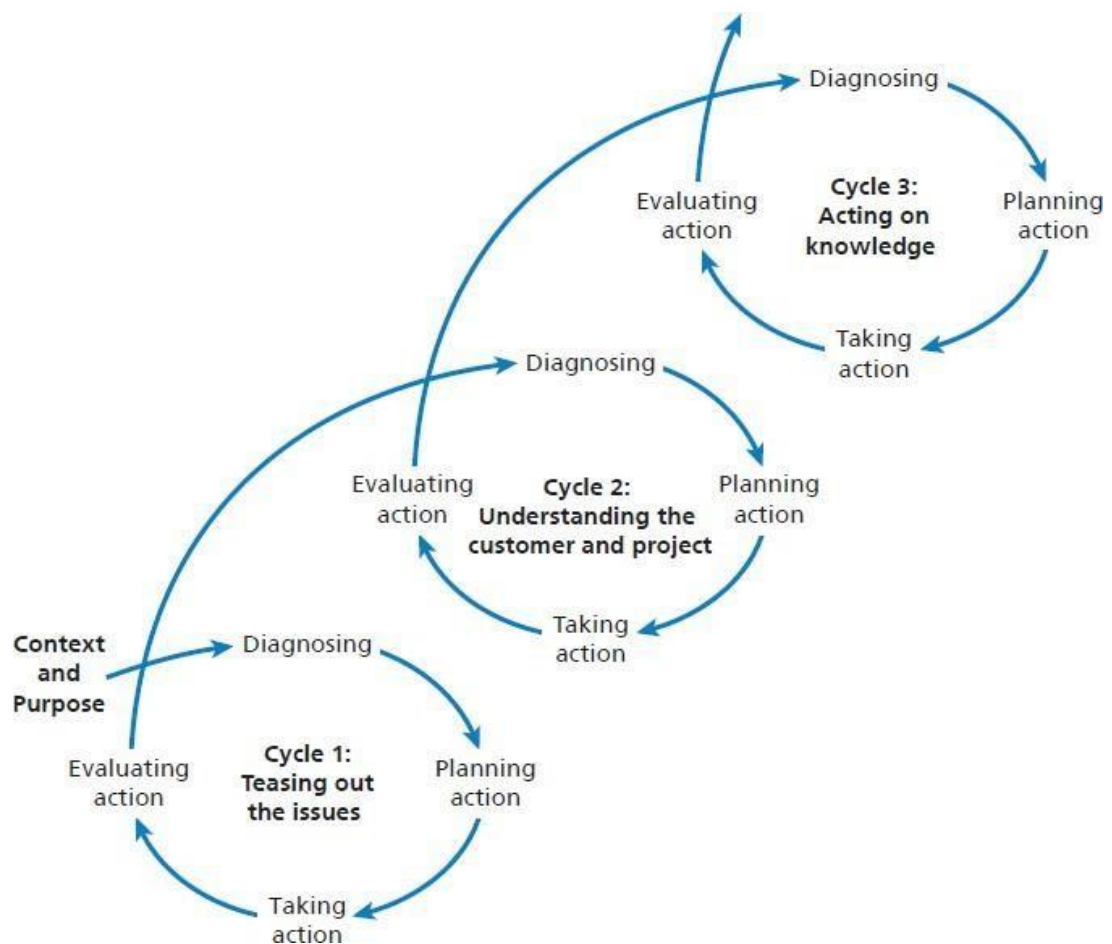 Diagnosing
Evaluating
action
Cycle 3:
Acting on
knowledge
Planning
action
Taking
action
Diagnosing
Evaluating
action
Cycle 2:
Understanding the
customer and project
Planning
action
Taking
action
Context
and
Purpose
Diagnosing
Evaluating
action
Cycle 1:
Teasing out
the issues
Planning
action
Taking
action